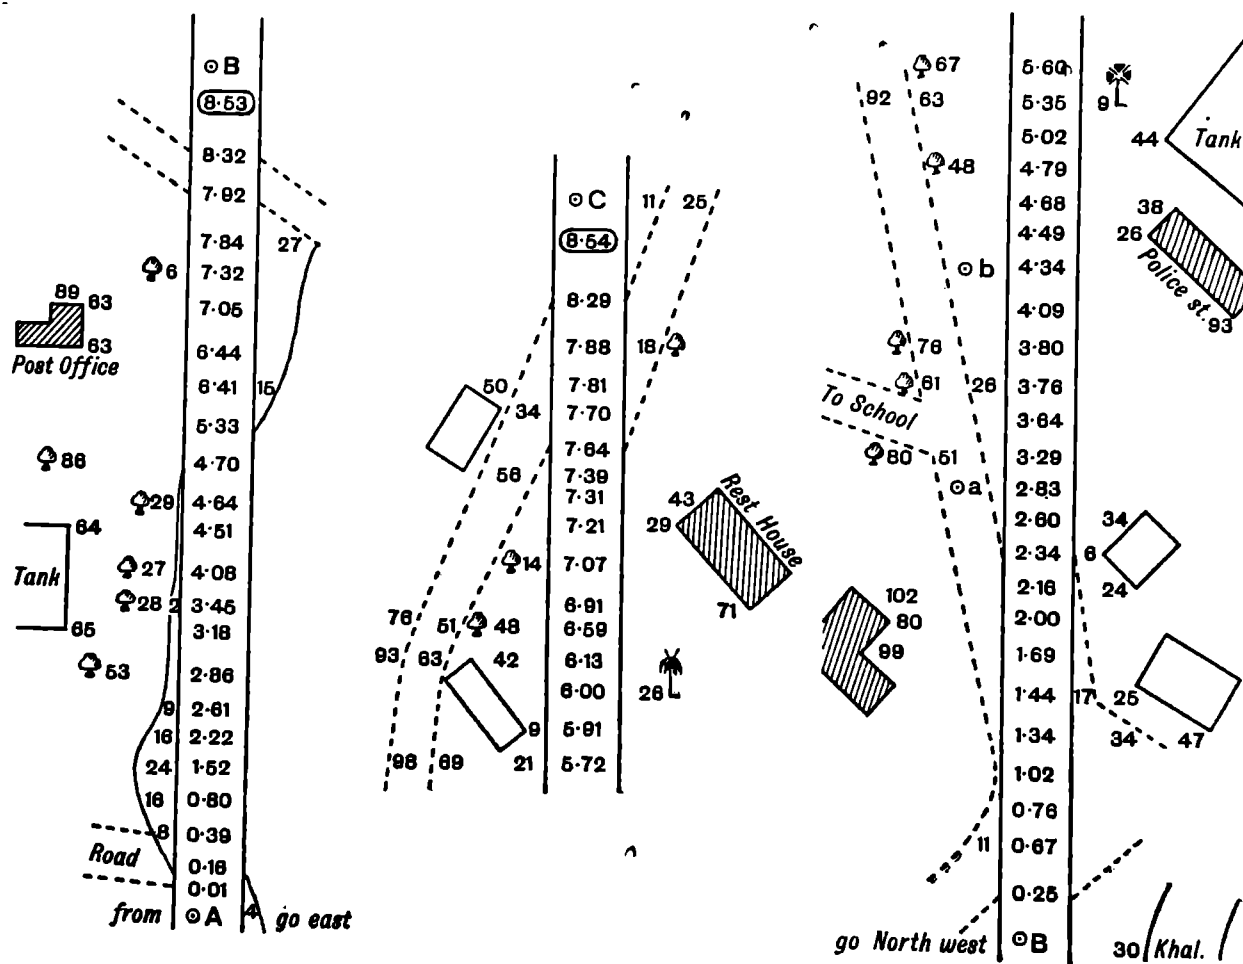 ⊙ B
8·53
8·32
7·92
7·84 27
6 7·32
89 63 7·05
63 6·44
Post Office
6·41 15
5·33
86 4·70
29 4·64
64 4·51
Tank 27 4·08
28 2 3·45
65 3·18
53 2·86
9 2·61
16 2·22
24 1·52
16 0·80
8 0·39
Road 0·16
0·01
from ⊙ A 4 go east
⊙ C 11 25
8·54
8·29
7·88 18
50 7·81
34 7·70
7·64
56 7·39
7·31 43 Rest House
7·21 29
14 7·07
76 6·91 71
51 48 6·59
93 63 42 6·13
6·00 26
9 5·91
98 69 21 5·72
67 5·60
92 63 5·35 9
5·02 44 Tank
48 4·79
4·68 38
4·49 26
⊙ b 4·34 Police st.
4·09 93
76 3·80
61 26 3·76
To School 3·64
80 51 3·29
⊙ a 2·83
2·60 34
2·34 6
102 2·16 24
80 2·00
99 1·69
1·44 17 25
1·34 34 47
1·02
0·76
11 0·67
0·25
go North west ⊙ B 30 Khal.